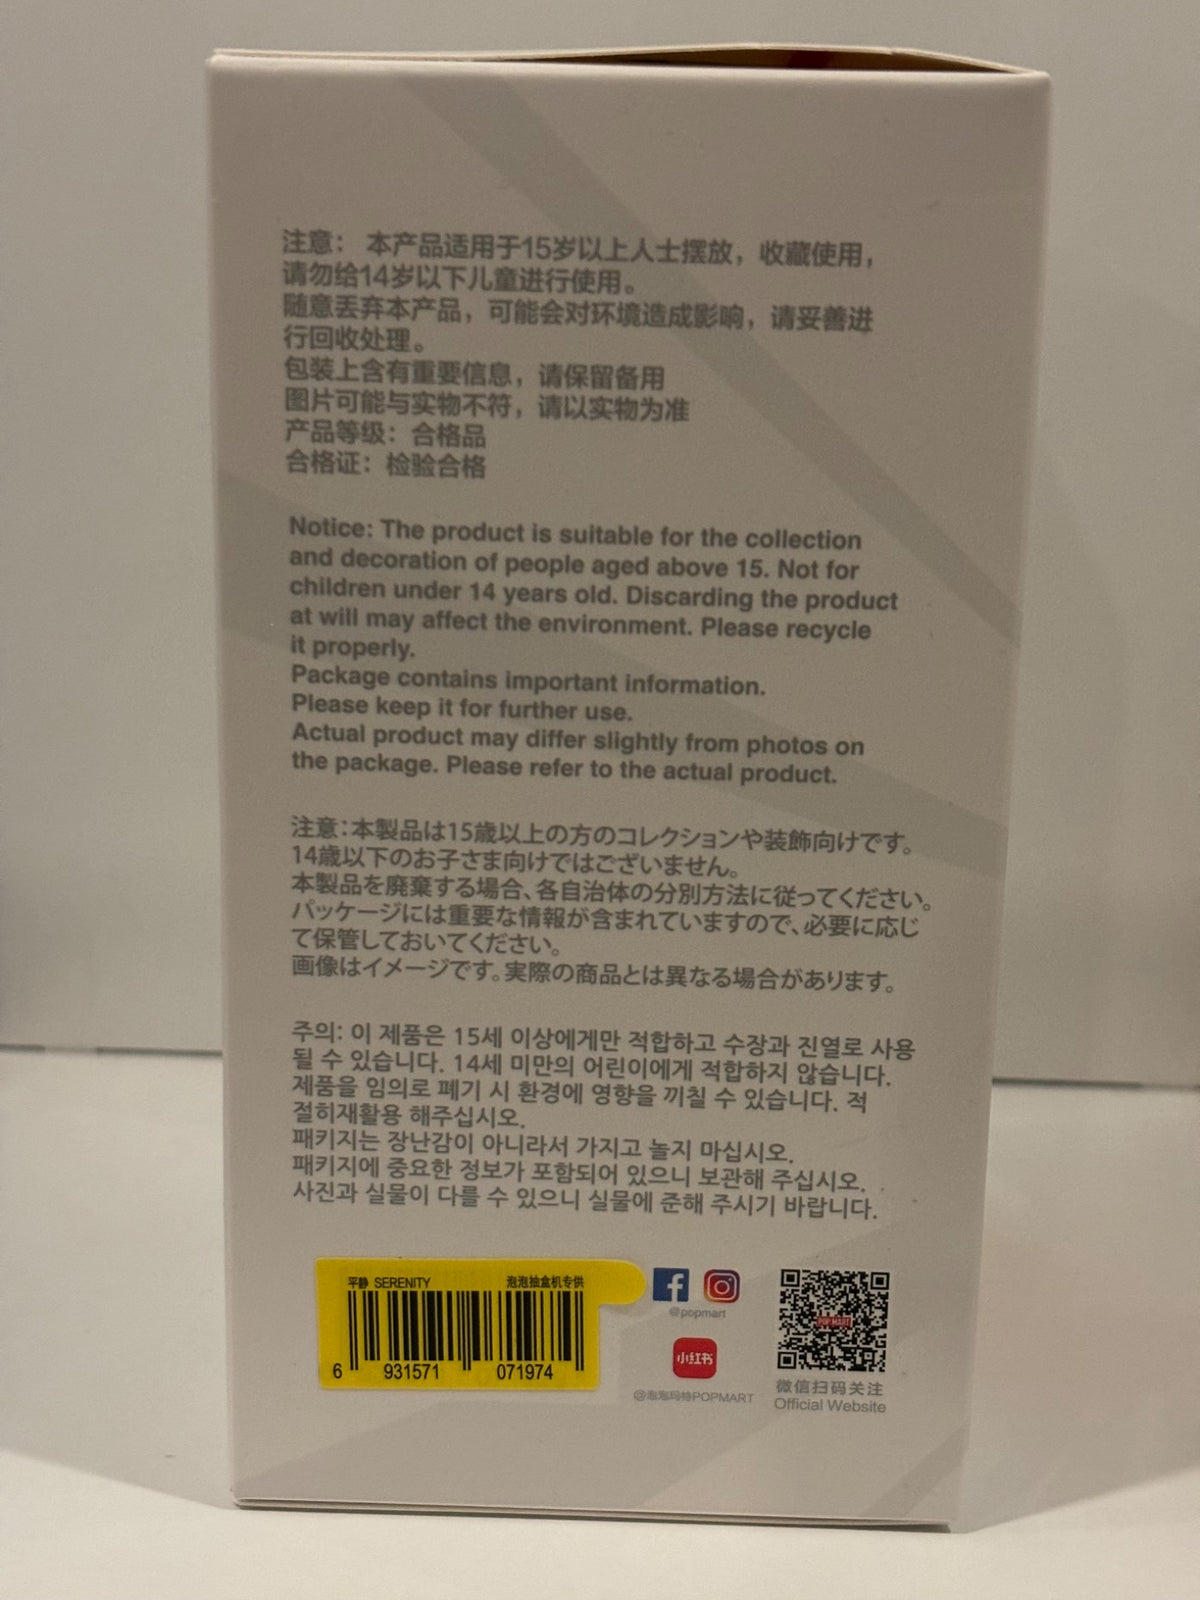 注意： 本产品适用于15岁以上人士摆放，收藏使用，
请勿给14岁以下儿童进行使用。
随意丢弃本产品，可能会对环境造成影响，请妥善进
行回收处理。
包装上含有重要信息，请保留备用
图片可能与实物不符，请以实物为准
产品等级：合格品
合格证：检验合格
Notice: The product is suitable for the collection
and decoration of people aged above 15. Not for
children under 14 years old. Discarding the product
at will may affect the environment. Please recycle
it properly.
Package contains important information.
Please keep it for further use.
Actual product may differ slightly from photos on
the package. Please refer to the actual product.
注意：本製品は15歳以上の方のコレクションや装飾向けです。
14歳以下のお子さま向けではございません。
本製品を廃棄する場合、各自治体の分別方法に従ってください。
パッケージには重要な情報が含まれていますので、必要に応じ
て保管しておいてください。
画像はイメージです。実際の商品とは異なる場合があります。
주의: 이 제품은 15세 이상에게만 적합하고 수장과 진열로 사용
될 수 있습니다. 14세 미만의 어린이에게 적합하지 않습니다.
제품을 임의로 폐기 시 환경에 영향을 끼칠 수 있습니다. 적
절히재활용 해주십시오.
패키지는 장난감이 아니라서 가지고 놀지 마십시오.
패키지에 중요한 정보가 포함되어 있으니 보관해 주십시오.
사진과 실물이 다를 수 있으니 실물에 준해 주시기 바랍니다.
平静 SERENITY 泡泡抽盒机专供
6 931571 071974
@popmart
小红书
@泡泡玛特POPMART
POP MART
微信扫码关注
Official Website